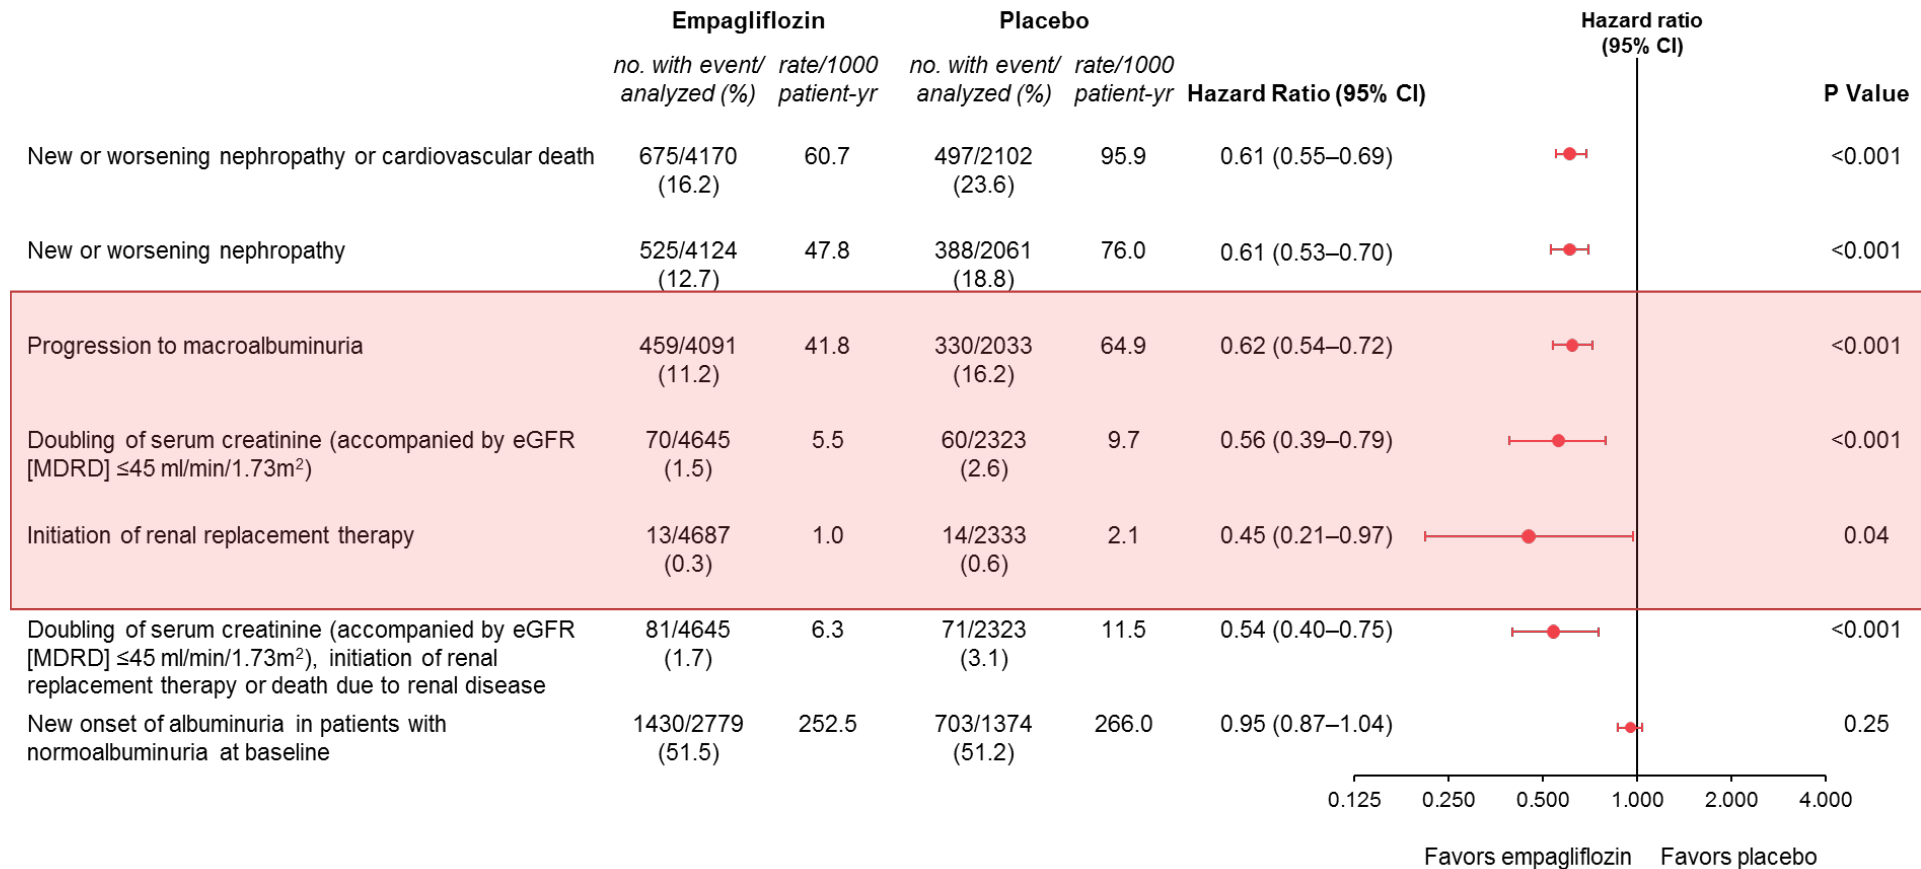 Empagliflozin Placebo Hazard ratio
(95% CI)
no. with event/ rate/1000 no. with event/ rate/1000
analyzed (%) patient-yr analyzed (%) patient-yr Hazard Ratio (95% CI) P Value
New or worsening nephropathy or cardiovascular death 675/4170 60.7 497/2102 95.9 0.61 (0.55–0.69) <0.001
(16.2) (23.6)
New or worsening nephropathy 525/4124 47.8 388/2061 76.0 0.61 (0.53–0.70) <0.001
(12.7) (18.8)
Progression to macroalbuminuria 459/4091 41.8 330/2033 64.9 0.62 (0.54–0.72) <0.001
(11.2) (16.2)
Doubling of serum creatinine (accompanied by eGFR 70/4645 5.5 60/2323 9.7 0.56 (0.39–0.79) <0.001
[MDRD] ≤45 ml/min/1.73m²) (1.5) (2.6)
Initiation of renal replacement therapy 13/4687 1.0 14/2333 2.1 0.45 (0.21–0.97) 0.04
(0.3) (0.6)
Doubling of serum creatinine (accompanied by eGFR 81/4645 6.3 71/2323 11.5 0.54 (0.40–0.75) <0.001
[MDRD] ≤45 ml/min/1.73m²), initiation of renal (1.7) (3.1)
replacement therapy or death due to renal disease
New onset of albuminuria in patients with 1430/2779 252.5 703/1374 266.0 0.95 (0.87–1.04) 0.25
normoalbuminuria at baseline (51.5) (51.2)
0.125 0.250 0.500 1.000 2.000 4.000
Favors empagliflozin Favors placebo